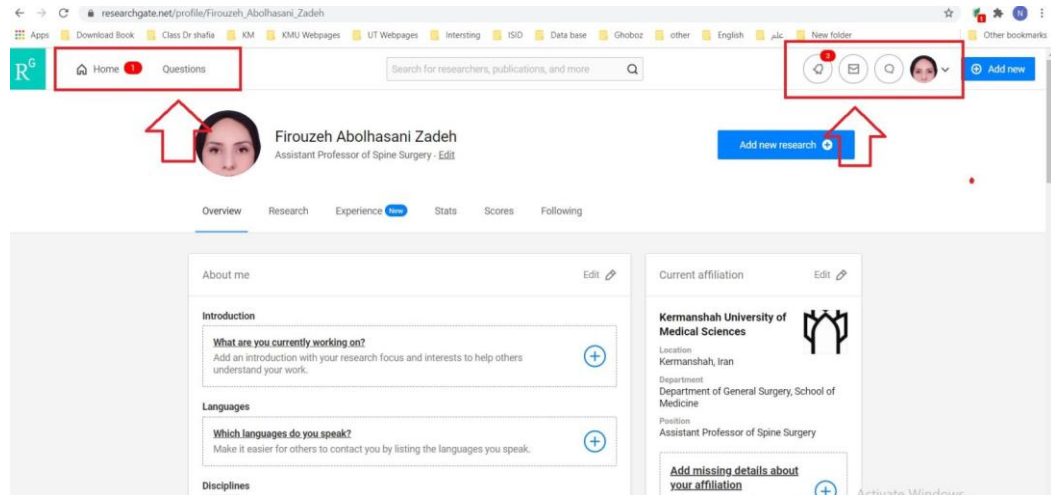 researchgate.net/profile/Firouzeh_Abolhasani_Zadeh
N
1
Apps Download Book Class Dr shafia KM KMU Webpages UT Webpages Intersting ISID Data base Ghoboz other English علم New folder Other bookmarks
RG Home 1 Questions Search for researchers, publications, and more 3 Add new
Firouzeh Abolhasani Zadeh
Assistant Professor of Spine Surgery - Edit
Add new research
Overview Research Experience New Stats Scores Following
About me Edit
Introduction
What are you currently working on?
Add an introduction with your research focus and interests to help others
understand your work.
Languages
Which languages do you speak?
Make it easier for others to contact you by listing the languages you speak.
Disciplines
Current affiliation Edit
Kermanshah University of
Medical Sciences
Location
Kermanshah, Iran
Department
Department of General Surgery, School of
Medicine
Position
Assistant Professor of Spine Surgery
Add missing details about
your affiliation
Activate Windows